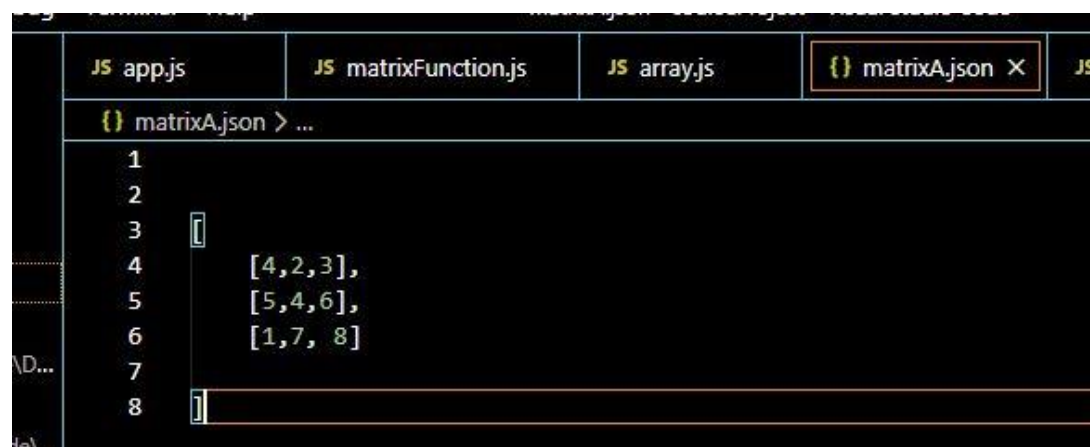 JS app.js JS matrixFunction.js JS array.js {} matrixA.json × JS
{} matrixA.json > ...
1
2
3 [
4 [4,2,3],
5 [5,4,6],
6 [1,7, 8]
\D... 7
8 ]